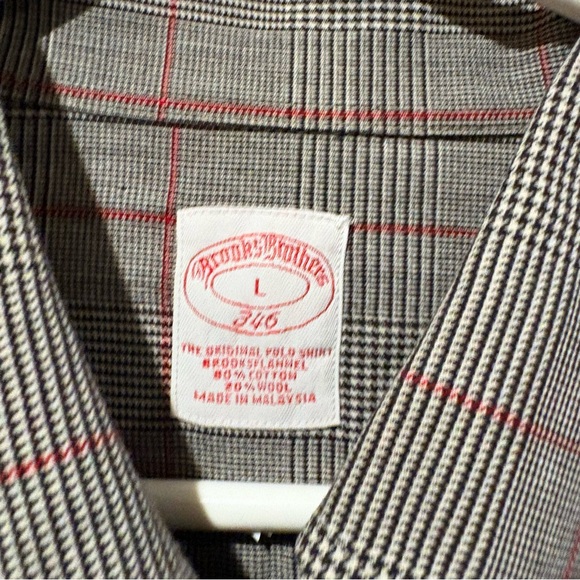 Brooks Brothers
L
346
THE ORIGINAL POLO SHIRT
BROOKSFLANNEL
80% COTTON
20% WOOL
MADE IN MALAYSIA